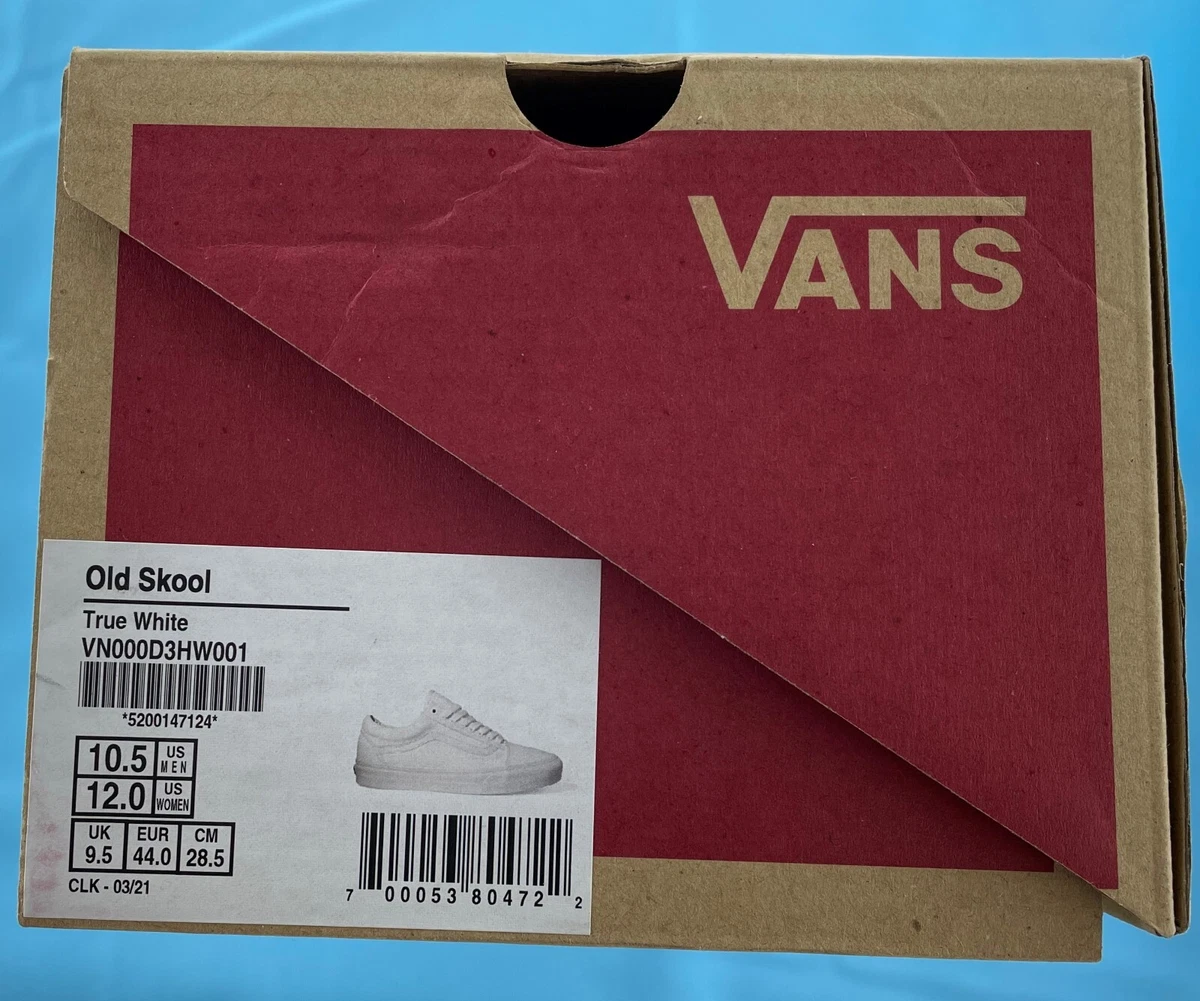 VANS
Old Skool
True White
VN000D3HW001
*5200147124*
10.5 US MEN
12.0 US WOMEN
UK EUR CM
9.5 44.0 28.5
CLK - 03/21
7 00053 80472 2